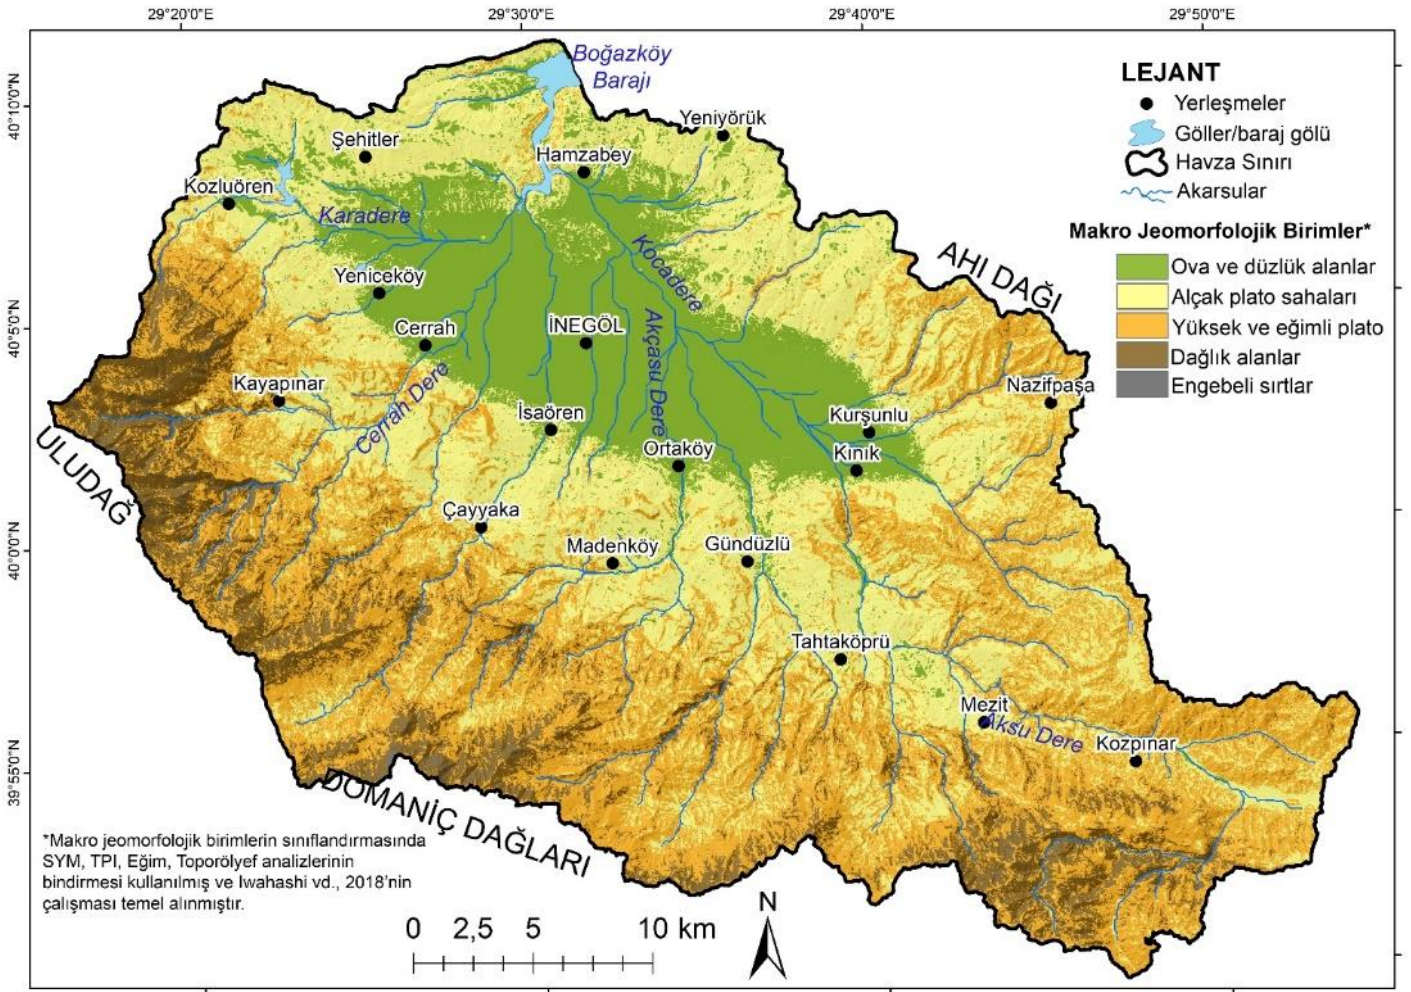 29°20'0"E
29°30'0"E
29°40'0"E
29°50'0"E
40°10'0"N
40°5'0"N
40°0'0"N
39°55'0"N
Boğazköy
Barajı
Yeniyörük
Şehitler
Hamzabey
Kozluören
Karadere
Kocadere
AHI DAĞI
Yeniceköy
Cerrah
İNEGÖL
Akçasu Dere
Kayapınar
Cerrah Dere
İsaören
Nazifpaşa
Kurşunlu
Ortaköy
Kınık
ULUDAĞ
Çayyaka
Madenköy
Gündüzlü
Tahtaköprü
Mezit
Aksu Dere
Kozpınar
DOMANİÇ DAĞLARI
LEJANT
Yerleşmeler
Göller/baraj gölü
Havza Sınırı
Akarsular
Makro Jeomorfolojik Birimler*
Ova ve düzlük alanlar
Alçak plato sahaları
Yüksek ve eğimli plato
Dağlık alanlar
Engebeli sırtlar
*Makro jeomorfolojik birimlerin sınıflandırmasında
SYM, TPI, Eğim, Toporölyef analizlerinin
bindirmesi kullanılmış ve Iwahashi vd., 2018'nin
çalışması temel alınmıştır.
0 2,5 5 10 km
N